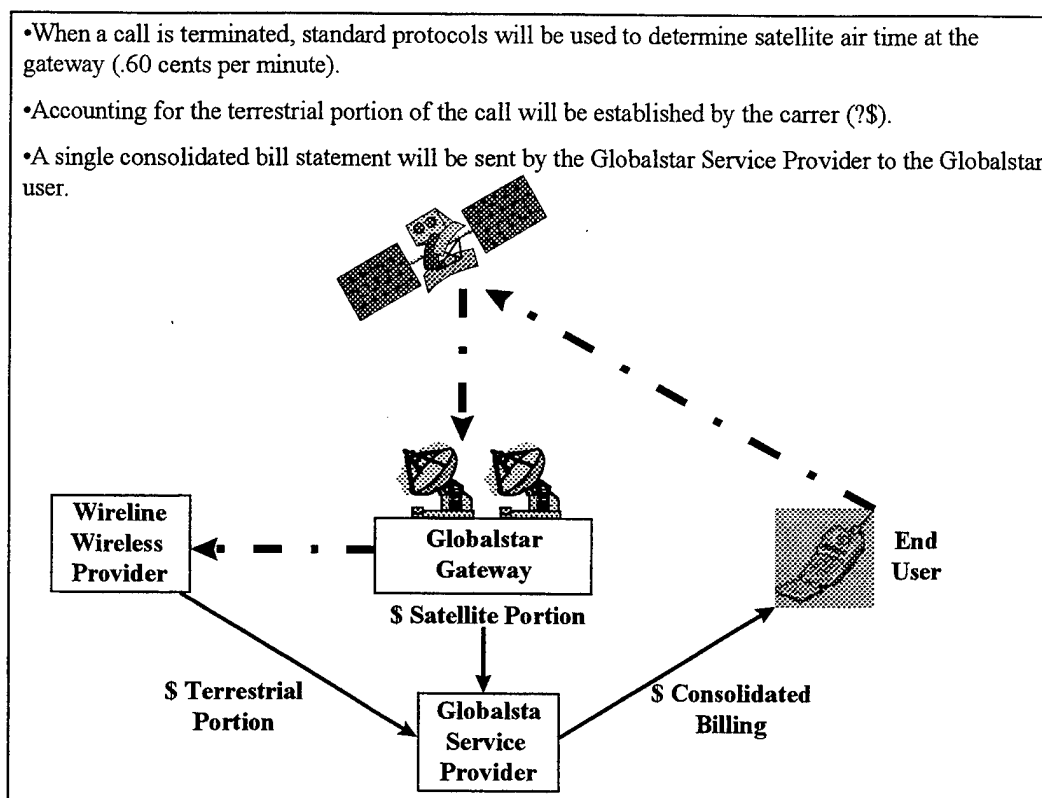 •When a call is terminated, standard protocols will be used to determine satellite air time at the
gateway (.60 cents per minute).
•Accounting for the terrestrial portion of the call will be established by the carrer (?$).
•A single consolidated bill statement will be sent by the Globalstar Service Provider to the Globalstar
user.
Wireline
Wireless
Provider
Globalstar
Gateway
End
User
$ Satellite Portion
$ Terrestrial
Portion
$ Consolidated
Billing
Globalsta
Service
Provider